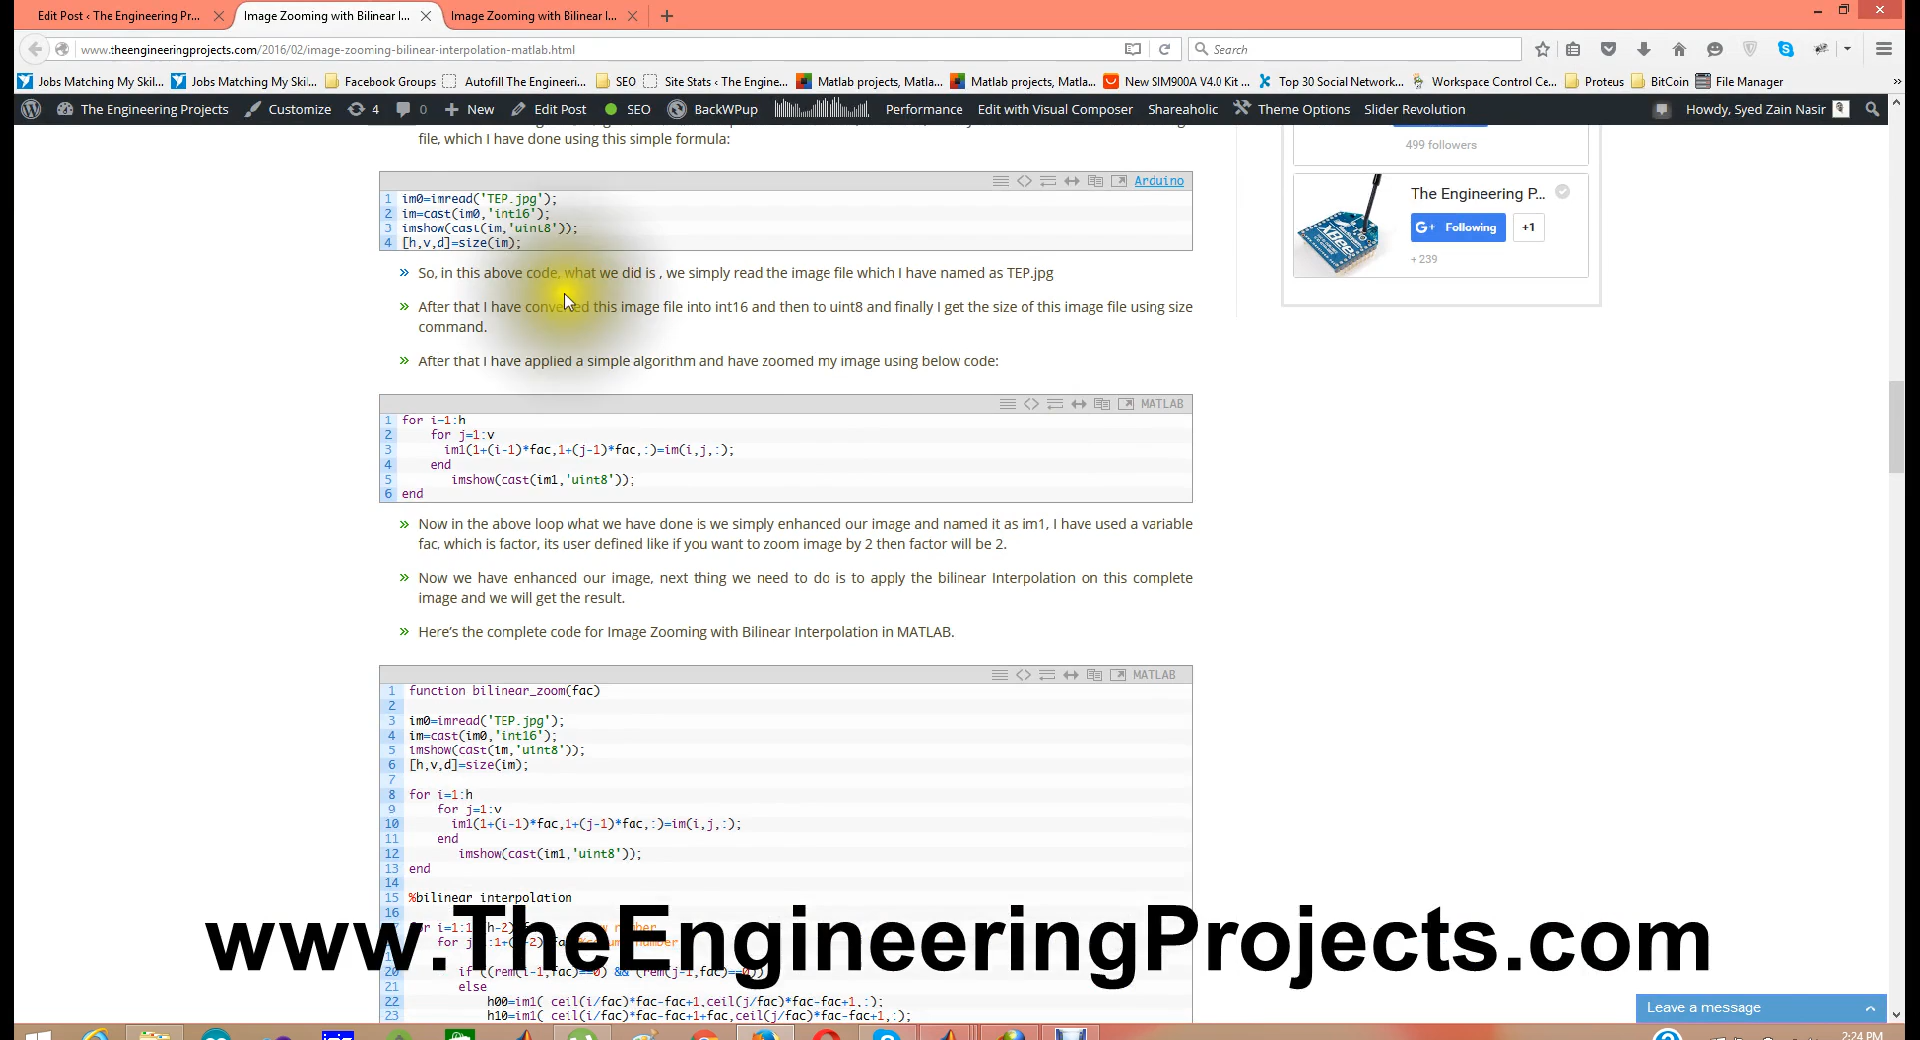 Edit Post ‹ The Engineering Pr... × Image Zooming with Bilinear I... × Image Zooming with Bilinear I... × +
www.theengineeringprojects.com/2016/02/image-zooming-bilinear-interpolation-matlab.html Search
Jobs Matching My Skil... Jobs Matching My Skil... Facebook Groups Autofill The Engineeri... SEO Site Stats ‹ The Engine... Matlab projects, Matla... Matlab projects, Matla... New SIM900A V4.0 Kit ... Top 30 Social Network... Workspace Control Ce... Proteus BitCoin File Manager »
The Engineering Projects Customize 4 0 New Edit Post SEO BackWPup Performance Edit with Visual Composer Shareaholic Theme Options Slider Revolution Howdy, Syed Zain Nasir
file, which I have done using this simple formula:
499 followers
Arduino
1 im0=imread('TEP.jpg');
2 im=cast(im0,'int16');
3 imshow(cast(im,'uint8'));
4 [h,v,d]=size(im);
The Engineering P...
G+ Following +1
+ 239
» So, in this above code, what we did is , we simply read the image file which I have named as TEP.jpg
» After that I have converted this image file into int16 and then to uint8 and finally I get the size of this image file using size
command.
» After that I have applied a simple algorithm and have zoomed my image using below code:
MATLAB
1 for i=1:h
2 for j=1:v
3 im1(1+(i-1)*fac,1+(j-1)*fac,:)=im(i,j,:);
4 end
5 imshow(cast(im1,'uint8'));
6 end
» Now in the above loop what we have done is we simply enhanced our image and named it as im1, I have used a variable
fac, which is factor, its user defined like if you want to zoom image by 2 then factor will be 2.
» Now we have enhanced our image, next thing we need to do is to apply the bilinear Interpolation on this complete
image and we will get the result.
» Here's the complete code for Image Zooming with Bilinear Interpolation in MATLAB.
MATLAB
1 function bilinear_zoom(fac)
2
3 im0=imread('TEP.jpg');
4 im=cast(im0,'int16');
5 imshow(cast(im,'uint8'));
6 [h,v,d]=size(im);
7
8 for i=1:h
9 for j=1:v
10 im1(1+(i-1)*fac,1+(j-1)*fac,:)=im(i,j,:);
11 end
12 imshow(cast(im1,'uint8'));
13 end
14
15 %bilinear interpolation
16
www.TheEngineeringProjects.com
20 if ((rem(i-1,fac)==0) && (rem(j-1,fac)==0))
21 else
22 h00=im1( ceil(i/fac)*fac-fac+1,ceil(j/fac)*fac-fac+1,:);
23 h10=im1( ceil(i/fac)*fac-fac+1+fac,ceil(j/fac)*fac-fac+1,:);
Leave a message
2:24 PM